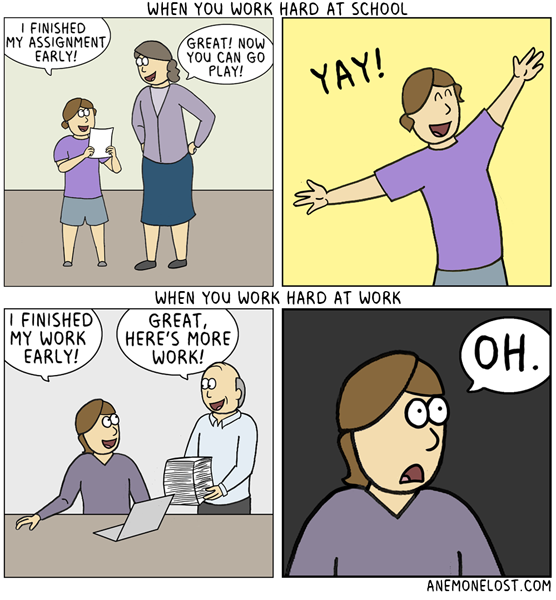 WHEN YOU WORK HARD AT SCHOOL
I FINISHED
MY ASSIGNMENT
EARLY!
GREAT! NOW
YOU CAN GO
PLAY!
YAY!
WHEN YOU WORK HARD AT WORK
I FINISHED
MY WORK
EARLY!
GREAT,
HERE'S MORE
WORK!
OH.
ANEMONELOST.COM